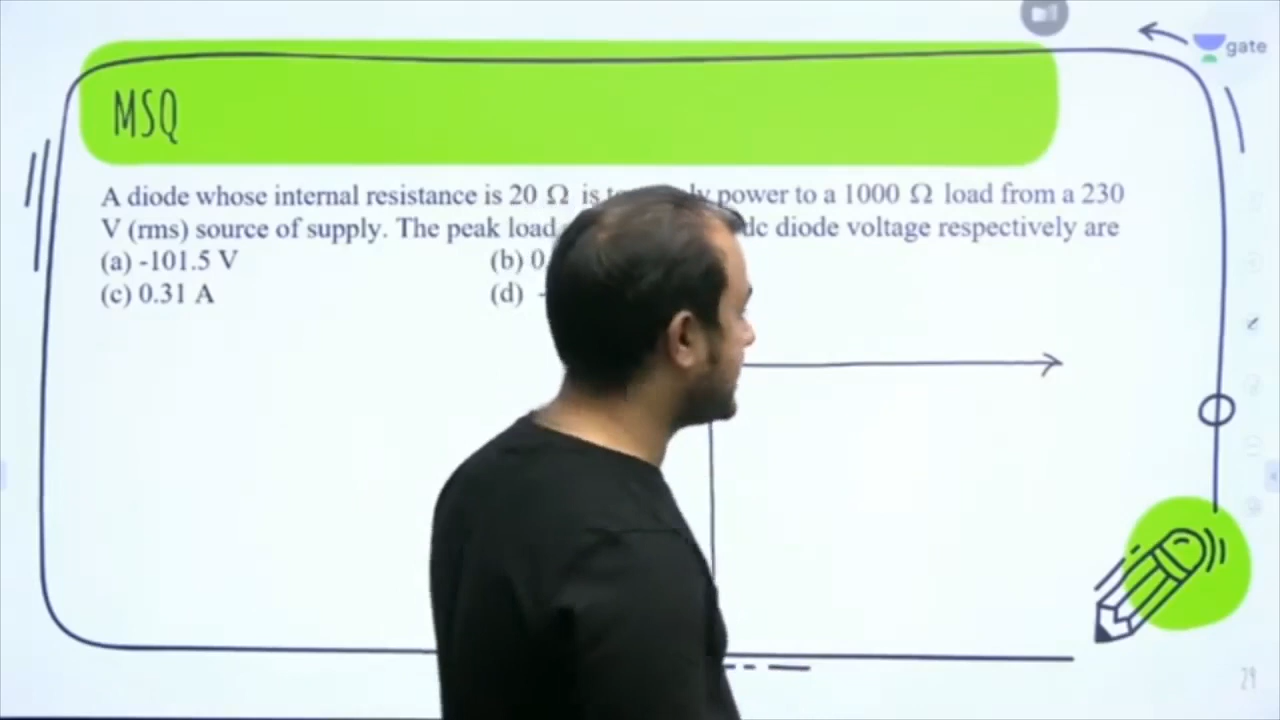 gate
MSQ
A diode whose internal resistance is 20 Ω is power to a 1000 Ω load from a 230
V (rms) source of supply. The peak load dc diode voltage respectively are
(a) -101.5 V (b)
(c) 0.31 A (d)
29